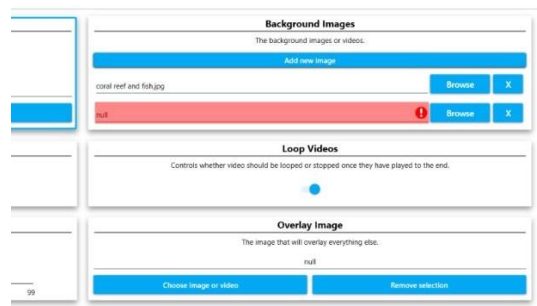 Background Images
The background images or videos.
Add new image
coral reef and fish.jpg
Browse
X
null
Browse
X
Loop Videos
Controls whether video should be looped or stopped once they have played to the end.
Overlay Image
The image that will overlay everything else.
null
99
Choose image or video
Remove selection